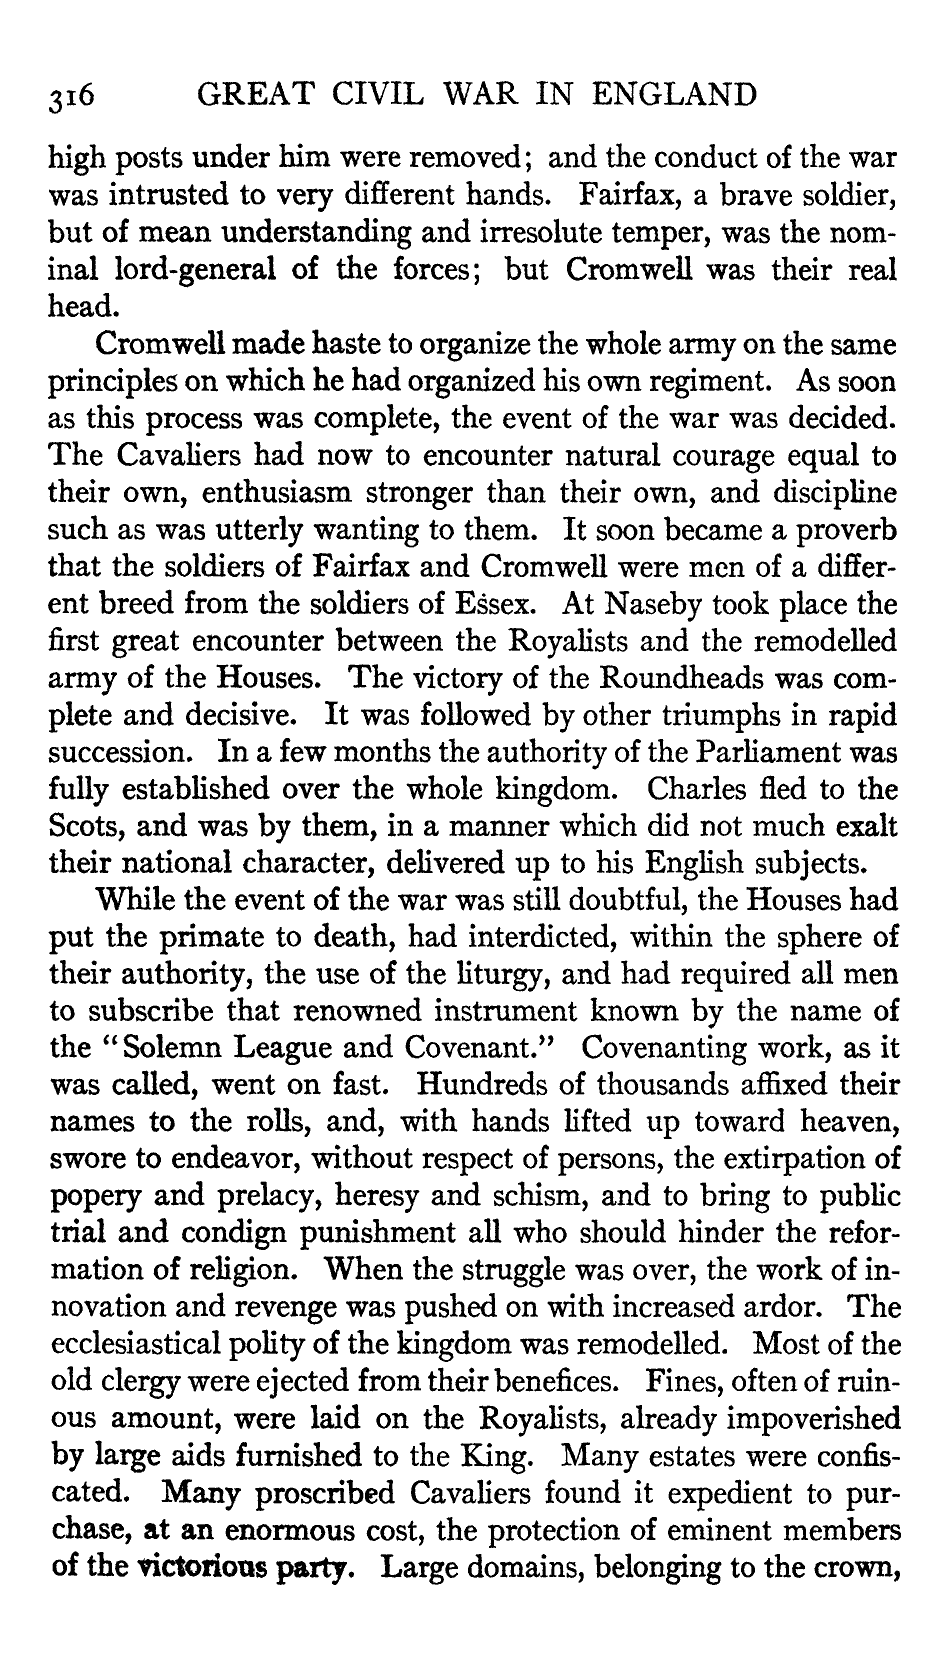 316 GREAT CIVIL WAR IN ENGLAND
high posts under him were removed; and the conduct of the war
was intrusted to very different hands. Fairfax, a brave soldier,
but of mean understanding and irresolute temper, was the nom-
inal lord-general of the forces; but Cromwell was their real
head.
Cromwell made haste to organize the whole army on the same
principles on which he had organized his own regiment. As soon
as this process was complete, the event of the war was decided.
The Cavaliers had now to encounter natural courage equal to
their own, enthusiasm stronger than their own, and discipline
such as was utterly wanting to them. It soon became a proverb
that the soldiers of Fairfax and Cromwell were men of a differ-
ent breed from the soldiers of Essex. At Naseby took place the
first great encounter between the Royalists and the remodelled
army of the Houses. The victory of the Roundheads was com-
plete and decisive. It was followed by other triumphs in rapid
succession. In a few months the authority of the Parliament was
fully established over the whole kingdom. Charles fled to the
Scots, and was by them, in a manner which did not much exalt
their national character, delivered up to his English subjects.
While the event of the war was still doubtful, the Houses had
put the primate to death, had interdicted, within the sphere of
their authority, the use of the liturgy, and had required all men
to subscribe that renowned instrument known by the name of
the "Solemn League and Covenant." Covenanting work, as it
was called, went on fast. Hundreds of thousands affixed their
names to the rolls, and, with hands lifted up toward heaven,
swore to endeavor, without respect of persons, the extirpation of
popery and prelacy, heresy and schism, and to bring to public
trial and condign punishment all who should hinder the refor-
mation of religion. When the struggle was over, the work of in-
novation and revenge was pushed on with increased ardor. The
ecclesiastical polity of the kingdom was remodelled. Most of the
old clergy were ejected from their benefices. Fines, often of ruin-
ous amount, were laid on the Royalists, already impoverished
by large aids furnished to the King. Many estates were confis-
cated. Many proscribed Cavaliers found it expedient to pur-
chase, at an enormous cost, the protection of eminent members
of the victorious party. Large domains, belonging to the crown,